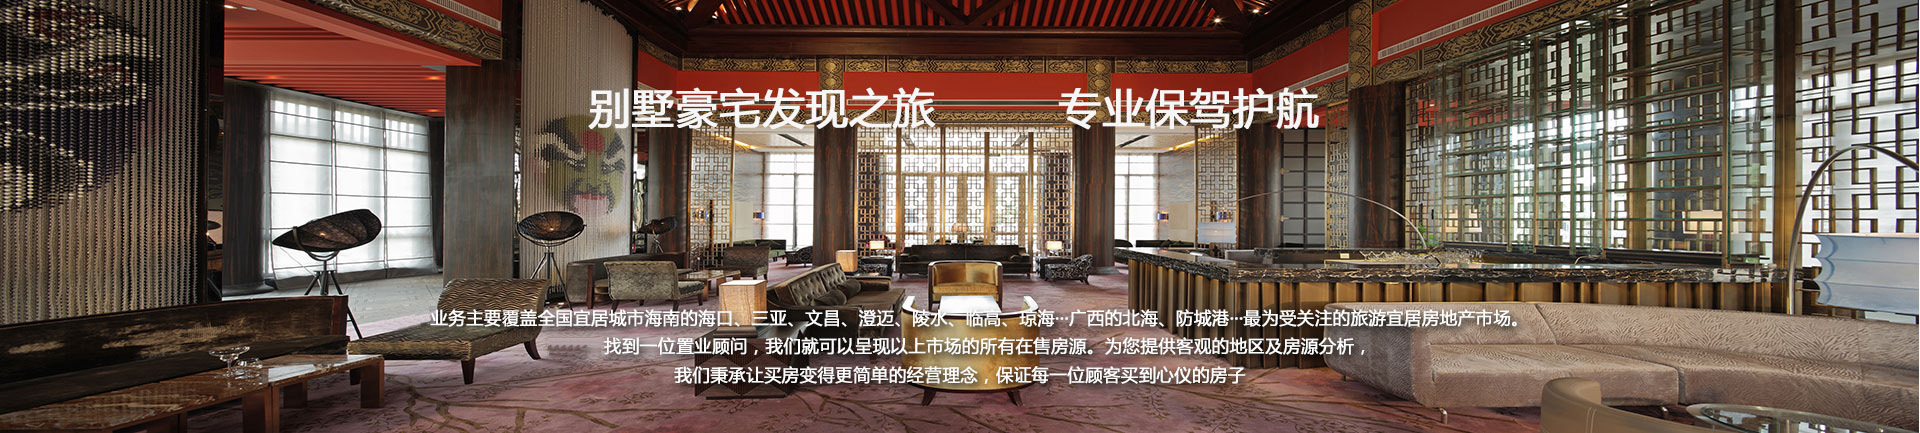 别墅豪宅发现之旅 专业保驾护航
业务主要覆盖全国宜居城市海南的海口、三亚、文昌、澄迈、陵水、临高、琼海···广西的北海、防城港···最为受关注的旅游宜居房地产市场。
找到一位置业顾问，我们就可以呈现以上市场的所有在售房源。为您提供客观的地区及房源分析，
我们秉承让买房变得更简单的经营理念，保证每一位顾客买到心仪的房子